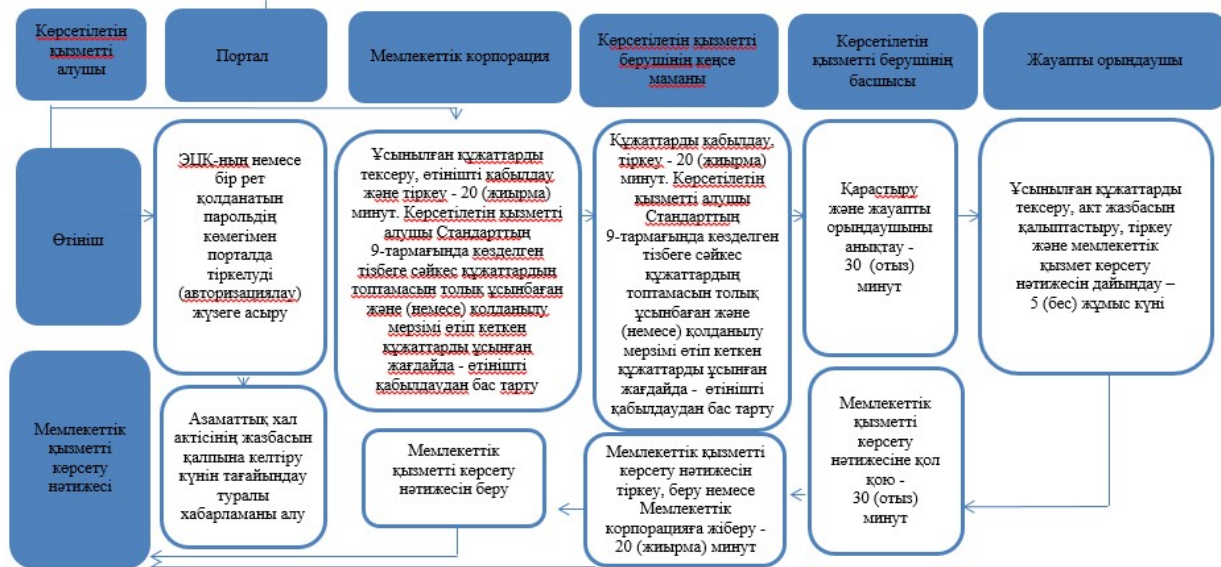 Көрсетілетін
қызметті
алушы
Портал
Мемлекеттік корпорация
Көрсетілетін қызметті
берушінің кеңсе
маманы
Көрсетілетін
қызметті берушінің
басшысы
Жауапты орындаушы
Өтініш
ЭЦК-ның немесе
бір рет
қолданатын
парольдің
көмегімен
порталда
тіркелуді
(авторизациялау)
жүзеге асыру
Ұсынылған құжаттарды
тексеру, өтінішті қабылдау
және тіркеу - 20 (жиырма)
минут. Көрсетілетін қызметті
алушы Стандарттың
9-тармағында көзделген
тізбеге сәйкес құжаттардың
топтамасын толық ұсынбаған
және (немесе) қолданылу
мерзімі өтіп кеткен
құжаттарды ұсынған
жағдайда - өтінішті
қабылдаудан бас тарту
Құжаттарды қабылдау,
тіркеу - 20 (жиырма)
минут. Көрсетілетін
қызметті алушы
Стандарттың
9-тармағында көзделген
тізбеге сәйкес
құжаттардың
топтамасын толық
ұсынбаған және
(немесе) қолданылу
мерзімі өтіп кеткен
құжаттарды ұсынған
жағдайда - өтінішті
қабылдаудан бас тарту
Қарастыру
және жауапты
орындаушыны
анықтау -
30 (отыз)
минут
Ұсынылған құжаттарды
тексеру, акт жазбасын
қалыптастыру, тіркеу
және мемлекеттік
қызмет көрсету
нәтижесін дайындау –
5 (бес) жұмыс күні
Мемлекеттік
қызметті
көрсету
нәтижесі
Азаматтық хал
актісінің жазбасын
қалпына келтіру
күнін тағайындау
туралы
хабарламаны алу
Мемлекеттік
қызметті көрсету
нәтижесін беру
Мемлекеттік қызметті
көрсету нәтижесін
тіркеу, беру немесе
Мемлекеттік
корпорацияға жіберу -
20 (жиырма) минут
Мемлекеттік
қызметті
көрсету
нәтижесіне қол
қою -
30 (отыз)
минут